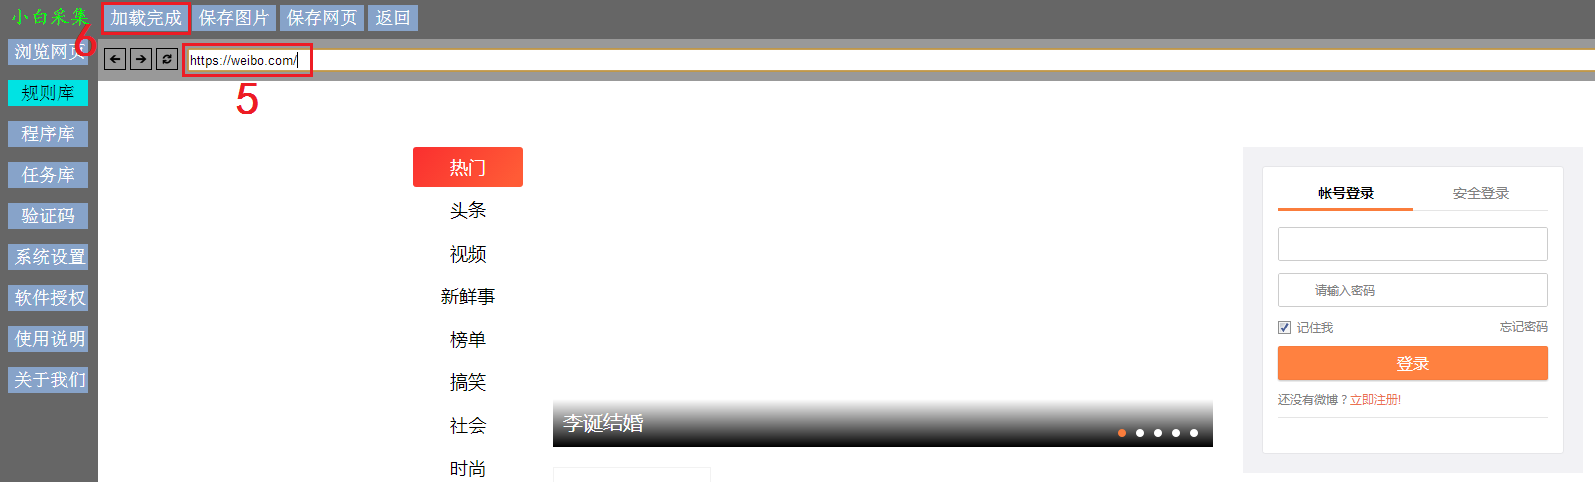 小白采集
加载完成 保存图片 保存网页 返回
6
浏览网页
https://weibo.com/
5
规则库
程序库
任务库
验证码
系统设置
软件授权
使用说明
关于我们
热门
头条
视频
新鲜事
榜单
搞笑
社会
时尚
李诞结婚
帐号登录 安全登录
请输入密码
记住我 忘记密码
登录
还没有微博？立即注册!